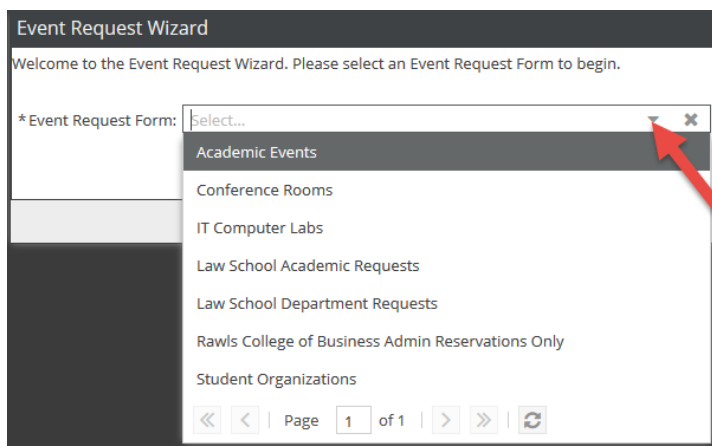 Event Request Wizard
Welcome to the Event Request Wizard. Please select an Event Request Form to begin.
* Event Request Form: Select...
Academic Events
Conference Rooms
IT Computer Labs
Law School Academic Requests
Law School Department Requests
Rawls College of Business Admin Reservations Only
Student Organizations
Page 1 of 1